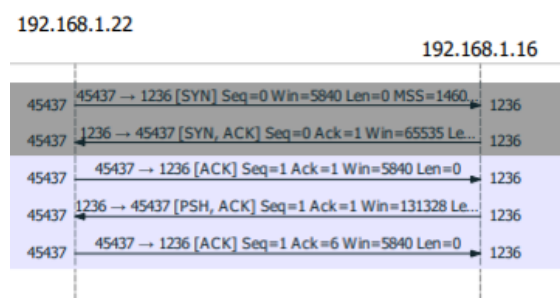 192.168.1.22
192.168.1.16
45437 45437 → 1236 [SYN] Seq=0 Win=5840 Len=0 MSS=1460... 1236
45437 1236 → 45437 [SYN, ACK] Seq=0 Ack=1 Win=65535 Le... 1236
45437 45437 → 1236 [ACK] Seq=1 Ack=1 Win=5840 Len=0 1236
45437 1236 → 45437 [PSH, ACK] Seq=1 Ack=1 Win=131328 Le... 1236
45437 45437 → 1236 [ACK] Seq=1 Ack=6 Win=5840 Len=0 1236